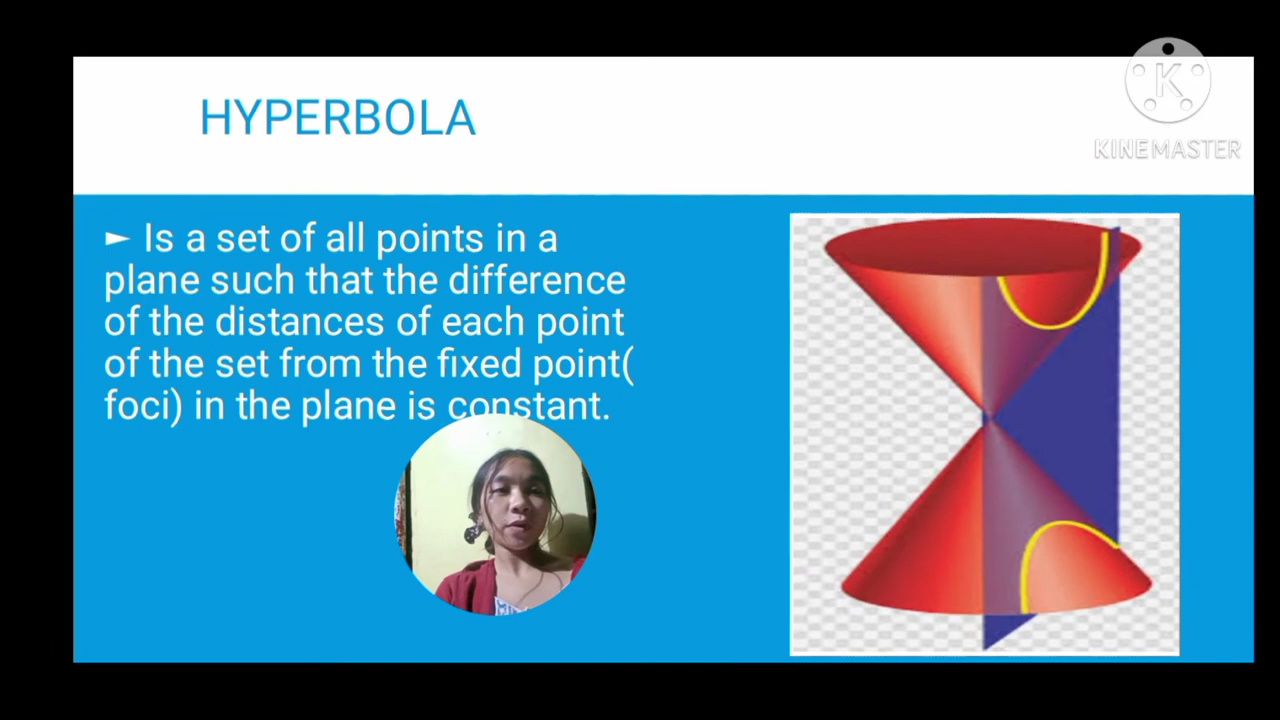 HYPERBOLA
K
KINEMASTER
► Is a set of all points in a
plane such that the difference
of the distances of each point
of the set from the fixed point(
foci) in the plane is constant.